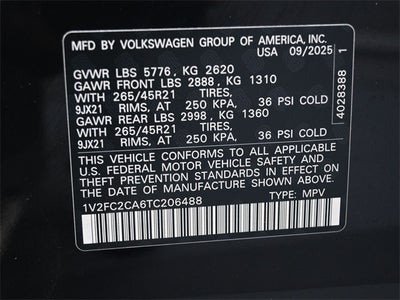 MFD BY VOLKSWAGEN GROUP OF AMERICA, INC.
USA 09/2025
GVWR LBS 5776, KG 2620
GAWR FRONT LBS 2888, KG 1310
WITH 265/45R21 TIRES,
9JX21 RIMS, AT 250 KPA, 36 PSI COLD
GAWR REAR LBS 2998, KG 1360
WITH 265/45R21 TIRES,
9JX21 RIMS, AT 250 KPA, 36 PSI COLD
THIS VEHICLE CONFORMS TO ALL APPLICABLE
U.S. FEDERAL MOTOR VEHICLE SAFETY AND
THEFT PREVENTION STANDARDS IN EFFECT ON
THE DATE OF MANUFACTURE SHOWN ABOVE.
1V2FC2CA6TC206488 TYPE: MPV
4028388 1